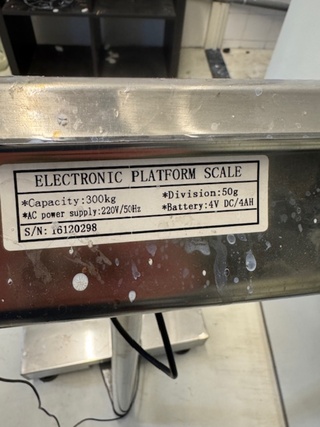 ELECTRONIC PLATFORM SCALE
*Capacity:300kg *Division:50g
*AC power supply:220V/50Hz *Battery:4V DC/4AH
S/N: 16120298